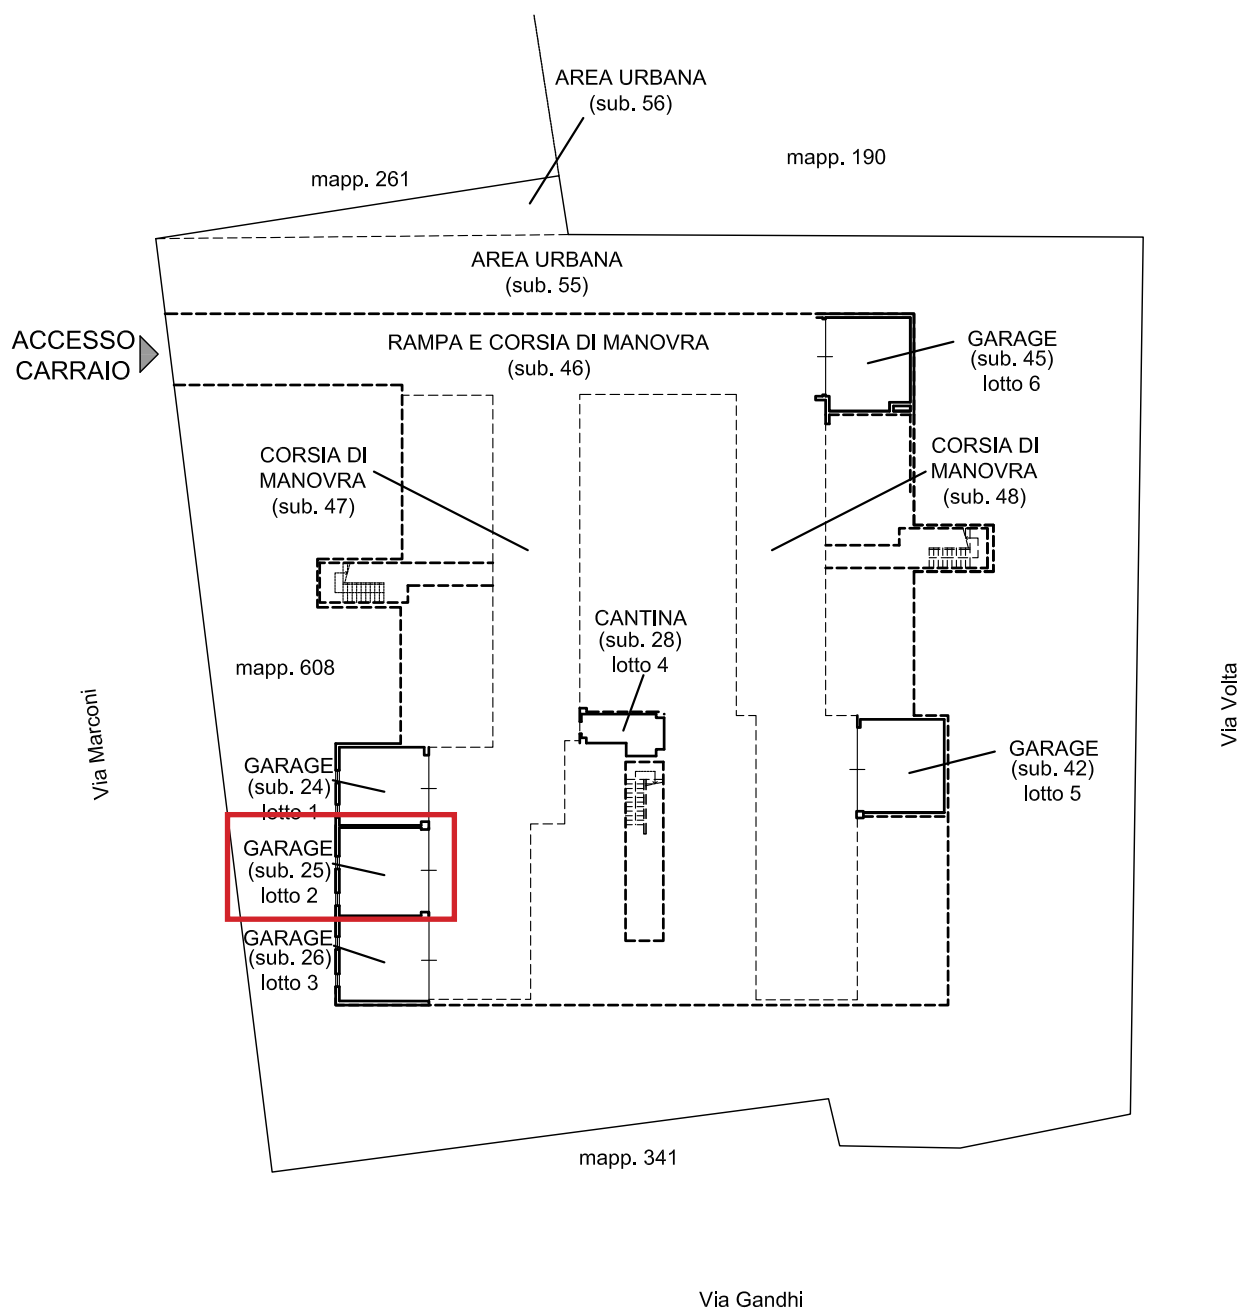 AREA URBANA
(sub. 56)
mapp. 190
mapp. 261
AREA URBANA
(sub. 55)
ACCESSO
CARRAIO
RAMPA E CORSIA DI MANOVRA
(sub. 46)
GARAGE
(sub. 45)
lotto 6
CORSIA DI
MANOVRA
(sub. 47)
CORSIA DI
MANOVRA
(sub. 48)
CANTINA
(sub. 28)
lotto 4
mapp. 608
Via Marconi
Via Volta
GARAGE
(sub. 24)
lotto 1
GARAGE
(sub. 42)
lotto 5
GARAGE
(sub. 25)
lotto 2
GARAGE
(sub. 26)
lotto 3
mapp. 341
Via Gandhi